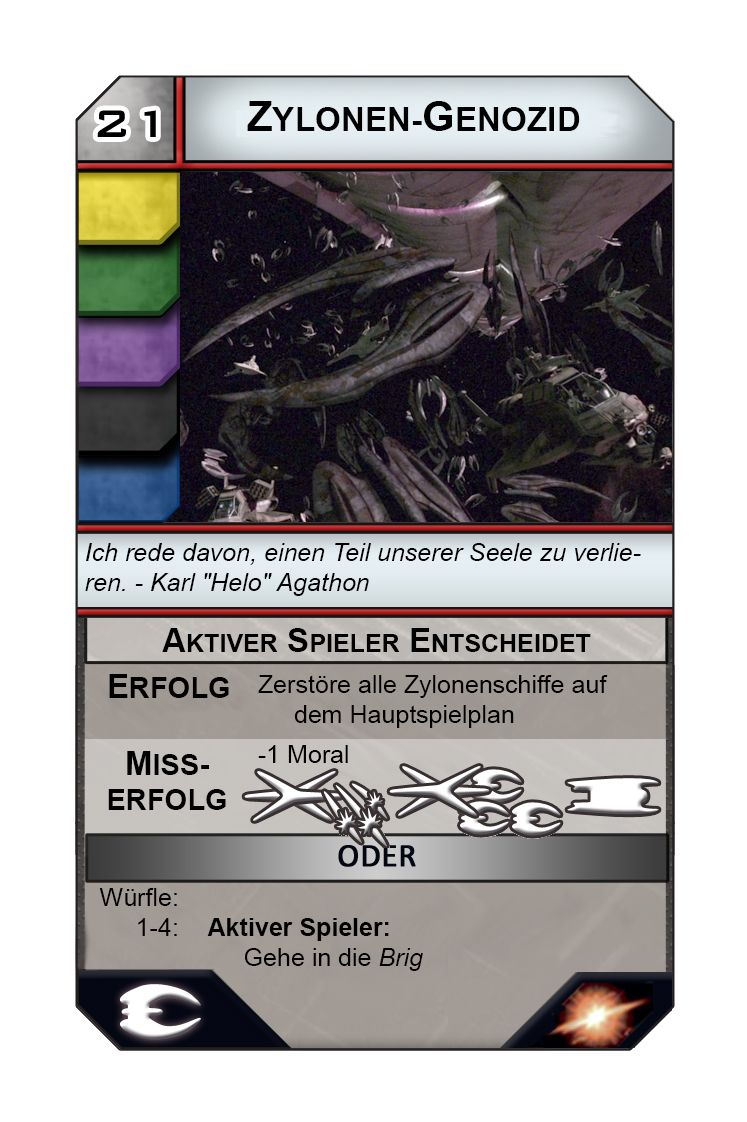 21
ZYLONEN-GENOZID
Ich rede davon, einen Teil unserer Seele zu verlie-
ren. - Karl "Helo" Agathon
AKTIVER SPIELER ENTSCHEIDET
ERFOLG
Zerstöre alle Zylonenschiffe auf
dem Hauptspielplan
MISS-
ERFOLG
-1 Moral
ODER
Würfle:
1-4: Aktiver Spieler:
Gehe in die Brig